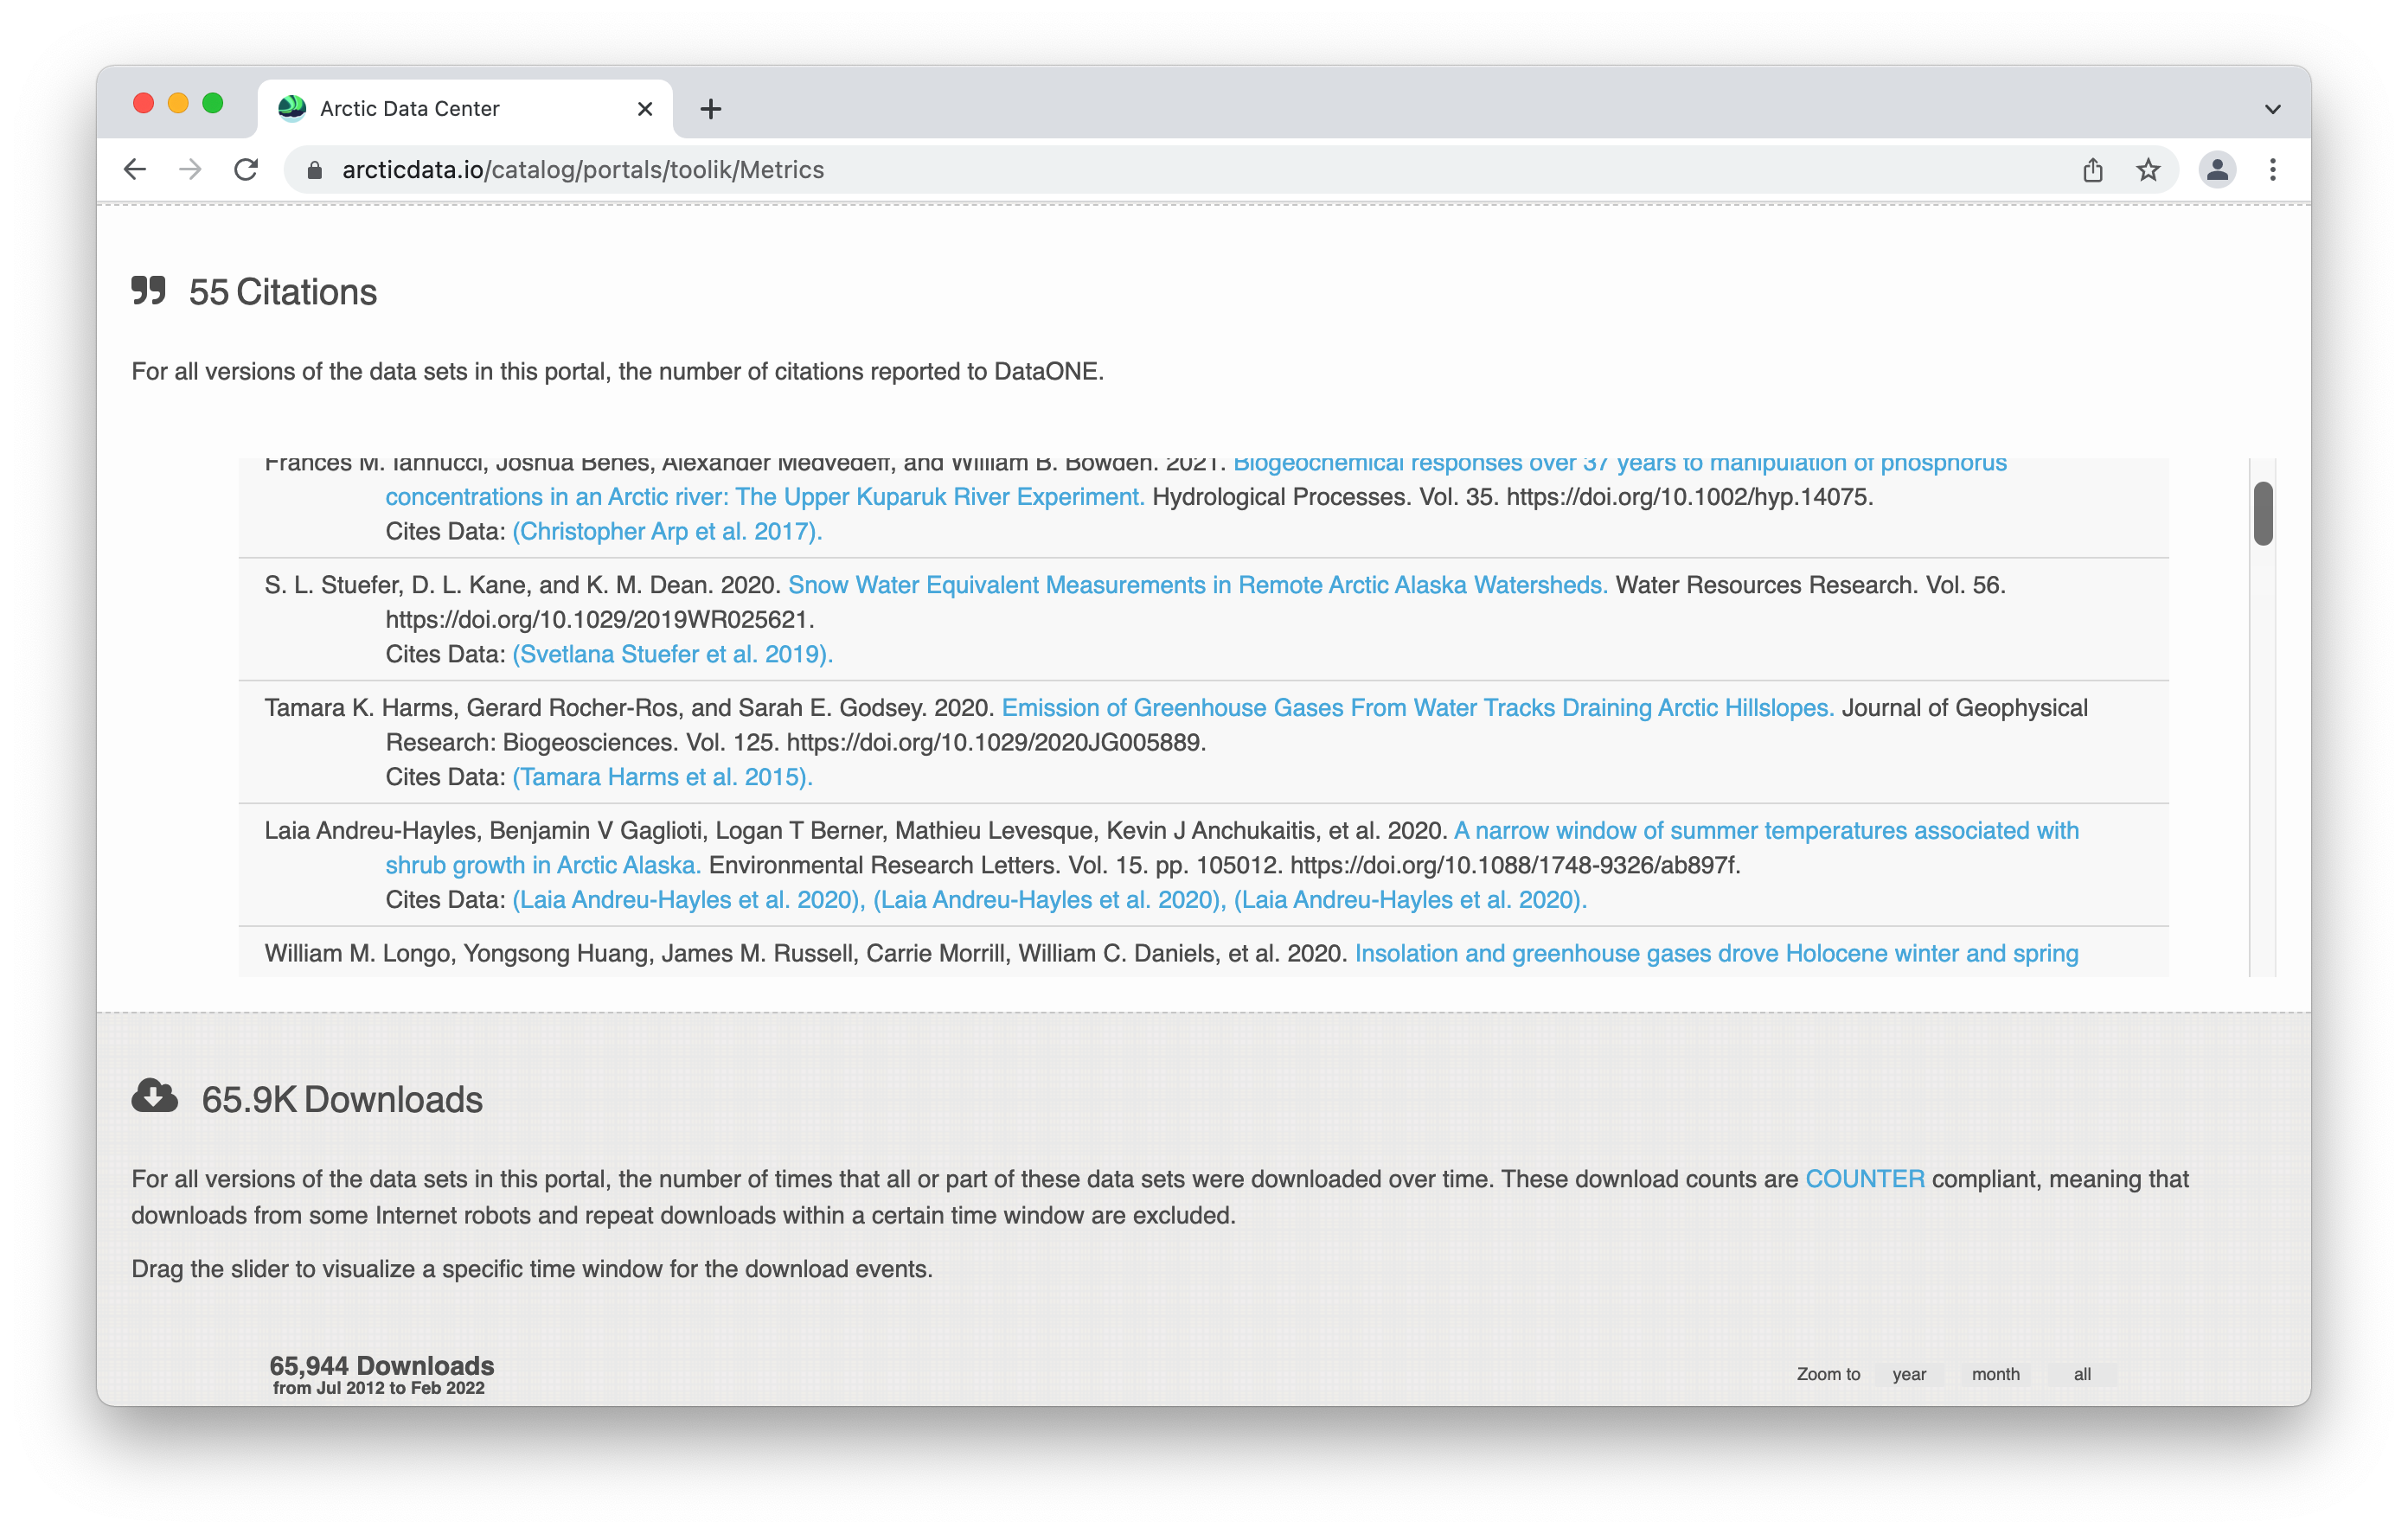 Arctic Data Center
arcticdata.io/catalog/portals/toolik/Metrics
55 Citations
For all versions of the data sets in this portal, the number of citations reported to DataONE.
Frances M. Iannucci, Joshua Benes, Alexander Medvedeff, and William B. Bowden. 2021. Biogeochemical responses over 37 years to manipulation of phosphorus
concentrations in an Arctic river: The Upper Kuparuk River Experiment. Hydrological Processes. Vol. 35. https://doi.org/10.1002/hyp.14075.
Cites Data: (Christopher Arp et al. 2017).
S. L. Stuefer, D. L. Kane, and K. M. Dean. 2020. Snow Water Equivalent Measurements in Remote Arctic Alaska Watersheds. Water Resources Research. Vol. 56.
https://doi.org/10.1029/2019WR025621.
Cites Data: (Svetlana Stuefer et al. 2019).
Tamara K. Harms, Gerard Rocher-Ros, and Sarah E. Godsey. 2020. Emission of Greenhouse Gases From Water Tracks Draining Arctic Hillslopes. Journal of Geophysical
Research: Biogeosciences. Vol. 125. https://doi.org/10.1029/2020JG005889.
Cites Data: (Tamara Harms et al. 2015).
Laia Andreu-Hayles, Benjamin V Gaglioti, Logan T Berner, Mathieu Levesque, Kevin J Anchukaitis, et al. 2020. A narrow window of summer temperatures associated with
shrub growth in Arctic Alaska. Environmental Research Letters. Vol. 15. pp. 105012. https://doi.org/10.1088/1748-9326/ab897f.
Cites Data: (Laia Andreu-Hayles et al. 2020), (Laia Andreu-Hayles et al. 2020), (Laia Andreu-Hayles et al. 2020).
William M. Longo, Yongsong Huang, James M. Russell, Carrie Morrill, William C. Daniels, et al. 2020. Insolation and greenhouse gases drove Holocene winter and spring
65.9K Downloads
For all versions of the data sets in this portal, the number of times that all or part of these data sets were downloaded over time. These download counts are COUNTER compliant, meaning that
downloads from some Internet robots and repeat downloads within a certain time window are excluded.
Drag the slider to visualize a specific time window for the download events.
65,944 Downloads
from Jul 2012 to Feb 2022
Zoom to year month all